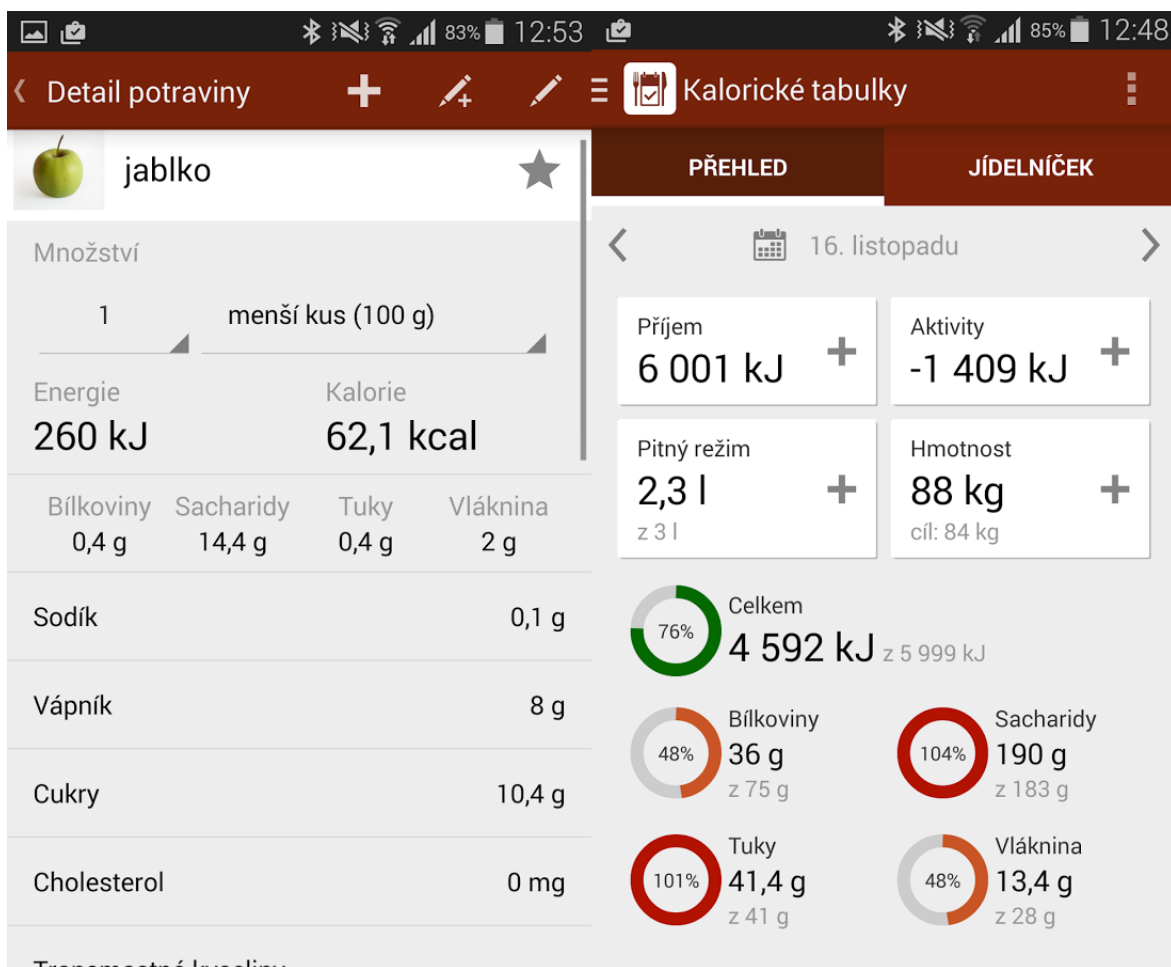 83% 12:53
Detail potraviny
jablko
Množství
1 menší kus (100 g)
Energie Kalorie
260 kJ 62,1 kcal
Bílkoviny Sacharidy Tuky Vláknina
0,4 g 14,4 g 0,4 g 2 g
Sodík 0,1 g
Vápník 8 g
Cukry 10,4 g
Cholesterol 0 mg
85% 12:48
Kalorické tabulky
PŘEHLED JÍDELNÍČEK
16. listopadu
Příjem Aktivity
6 001 kJ -1 409 kJ
Pitný režim Hmotnost
2,3 l 88 kg
z 3 l cíl: 84 kg
Celkem
76% 4 592 kJ z 5 999 kJ
Bílkoviny Sacharidy
48% 36 g 104% 190 g
z 75 g z 183 g
Tuky Vláknina
101% 41,4 g 48% 13,4 g
z 41 g z 28 g